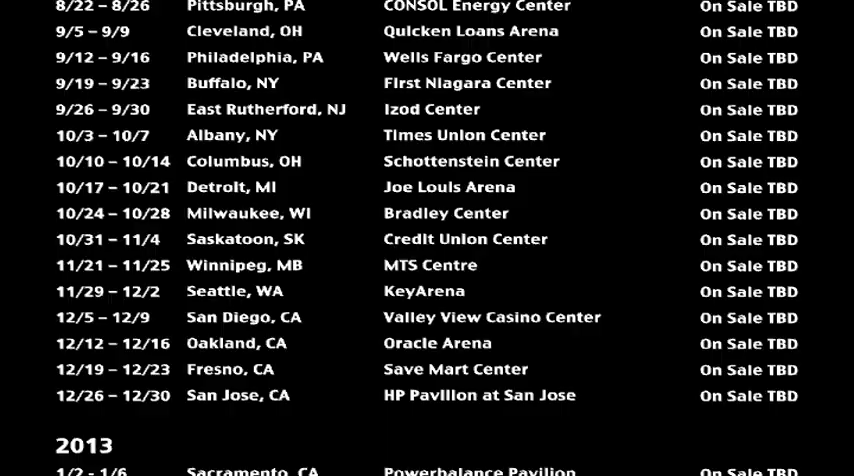 8/22 – 8/26 Pittsburgh, PA CONSOL Energy Center On Sale TBD
9/5 – 9/9 Cleveland, OH Quicken Loans Arena On Sale TBD
9/12 – 9/16 Philadelphia, PA Wells Fargo Center On Sale TBD
9/19 – 9/23 Buffalo, NY First Niagara Center On Sale TBD
9/26 – 9/30 East Rutherford, NJ Izod Center On Sale TBD
10/3 – 10/7 Albany, NY Times Union Center On Sale TBD
10/10 – 10/14 Columbus, OH Schottenstein Center On Sale TBD
10/17 – 10/21 Detroit, MI Joe Louis Arena On Sale TBD
10/24 – 10/28 Milwaukee, WI Bradley Center On Sale TBD
10/31 – 11/4 Saskatoon, SK Credit Union Center On Sale TBD
11/21 – 11/25 Winnipeg, MB MTS Centre On Sale TBD
11/29 – 12/2 Seattle, WA KeyArena On Sale TBD
12/5 – 12/9 San Diego, CA Valley View Casino Center On Sale TBD
12/12 – 12/16 Oakland, CA Oracle Arena On Sale TBD
12/19 – 12/23 Fresno, CA Save Mart Center On Sale TBD
12/26 – 12/30 San Jose, CA HP Pavilion at San Jose On Sale TBD
2013
1/2 - 1/6 Sacramento, CA Powerbalance Pavilion On Sale TBD